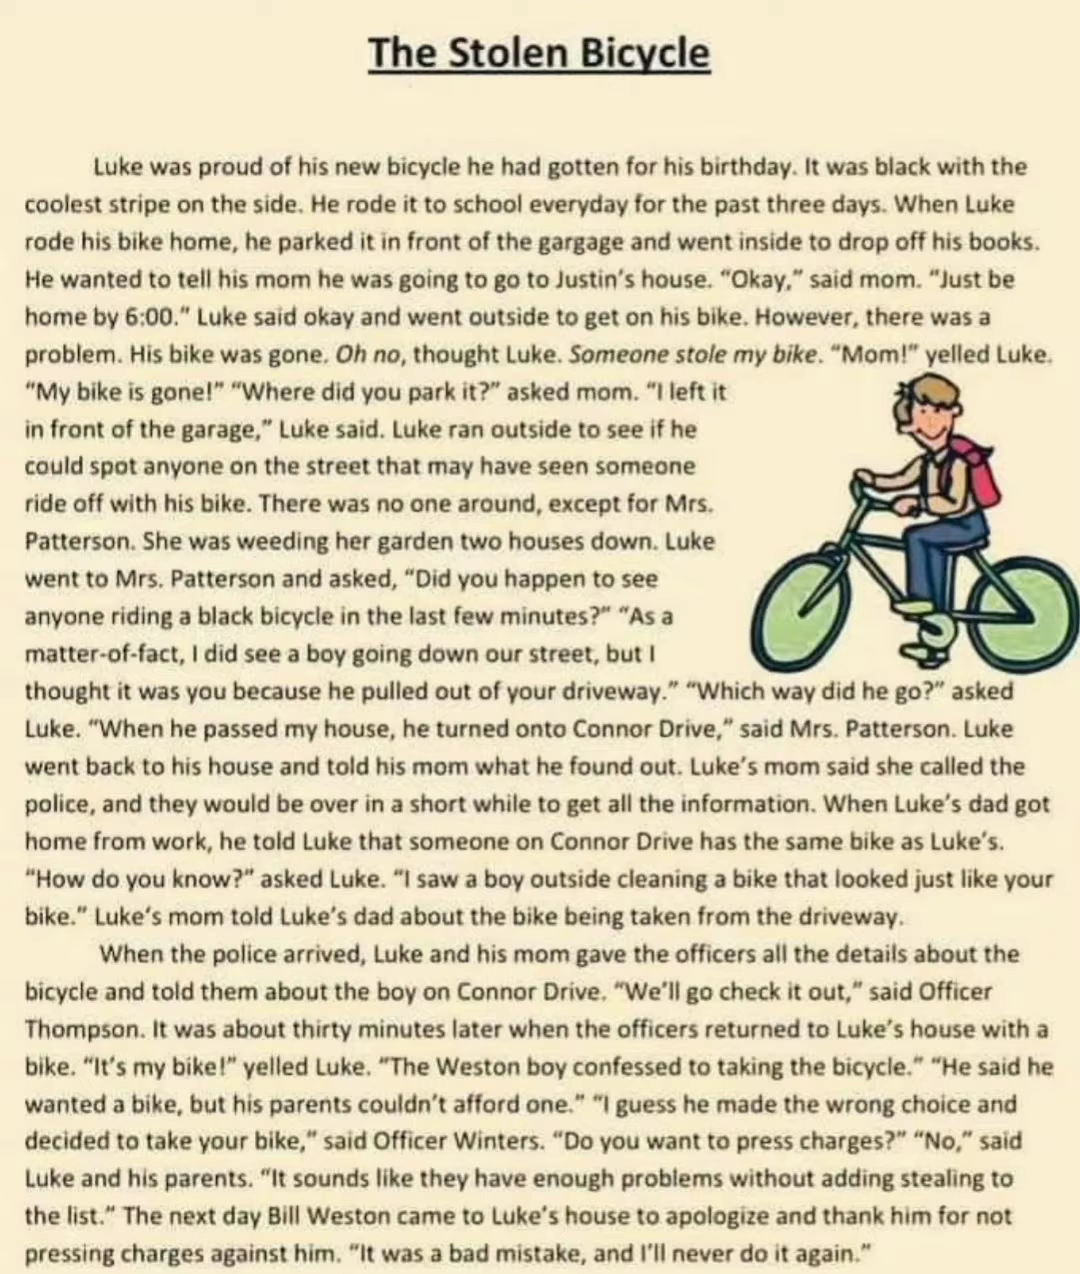 The Stolen Bicycle
Luke was proud of his new bicycle he had gotten for his birthday. It was black with the
coolest stripe on the side. He rode it to school everyday for the past three days. When Luke
rode his bike home, he parked it in front of the gargage and went inside to drop off his books.
He wanted to tell his mom he was going to go to Justin's house. “Okay,” said mom. “Just be
home by 6:00.” Luke said okay and went outside to get on his bike. However, there was a
problem. His bike was gone. Oh no, thought Luke. Someone stole my bike. “Mom!” yelled Luke.
“My bike is gone!” “Where did you park it?” asked mom. “I left it
in front of the garage,” Luke said. Luke ran outside to see if he
could spot anyone on the street that may have seen someone
ride off with his bike. There was no one around, except for Mrs.
Patterson. She was weeding her garden two houses down. Luke
went to Mrs. Patterson and asked, “Did you happen to see
anyone riding a black bicycle in the last few minutes?” “As a
matter-of-fact, I did see a boy going down our street, but I
thought it was you because he pulled out of your driveway.” “Which way did he go?” asked
Luke. “When he passed my house, he turned onto Connor Drive,” said Mrs. Patterson. Luke
went back to his house and told his mom what he found out. Luke's mom said she called the
police, and they would be over in a short while to get all the information. When Luke's dad got
home from work, he told Luke that someone on Connor Drive has the same bike as Luke's.
“How do you know?” asked Luke. “I saw a boy outside cleaning a bike that looked just like your
bike.” Luke's mom told Luke's dad about the bike being taken from the driveway.
When the police arrived, Luke and his mom gave the officers all the details about the
bicycle and told them about the boy on Connor Drive. “We'll go check it out,” said Officer
Thompson. It was about thirty minutes later when the officers returned to Luke's house with a
bike. “It's my bike!” yelled Luke. “The Weston boy confessed to taking the bicycle.” “He said he
wanted a bike, but his parents couldn't afford one.” “I guess he made the wrong choice and
decided to take your bike,” said Officer Winters. “Do you want to press charges?” “No,” said
Luke and his parents. “It sounds like they have enough problems without adding stealing to
the list.” The next day Bill Weston came to Luke's house to apologize and thank him for not
pressing charges against him. “It was a bad mistake, and I'll never do it again.”